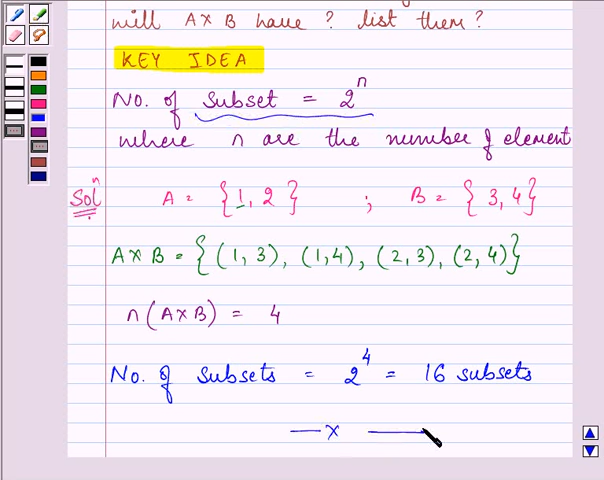 will A × B have ? list them ?
KEY IDEA
No. of subset = 2^n
where n are the number of element
Solⁿ A = { 1, 2 } ; B = { 3, 4 }
A × B = { (1, 3), (1, 4), (2, 3), (2, 4) }
n (A × B) = 4
No. of subsets = 2^4 = 16 subsets
— x —